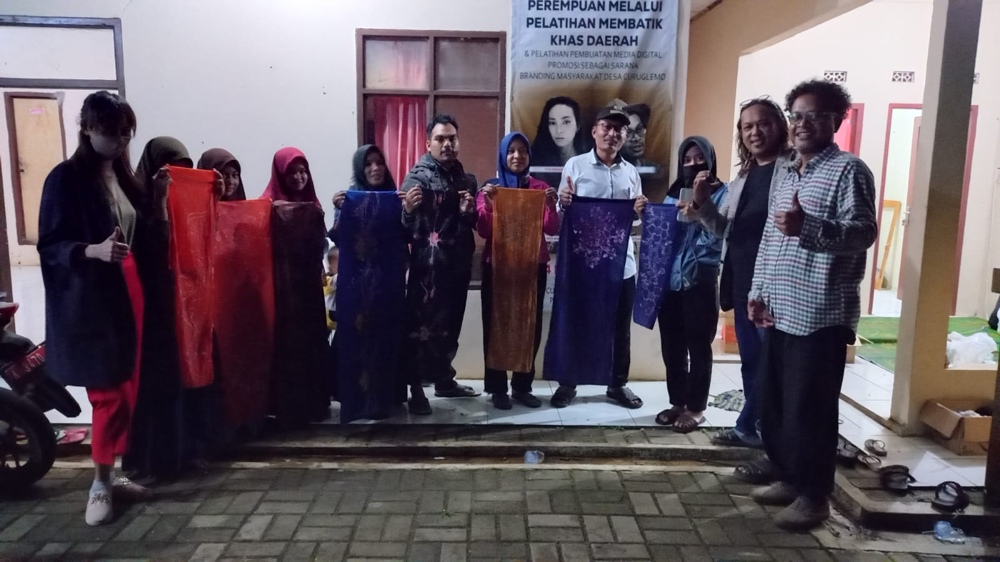 PEREMPUAN MELALUI
PELATIHAN MEMBATIK
KHAS DAERAH
& PELATIHAN PEMBUATAN MEDIA DIGITAL
PROMOSI SEBAGAI SARANA
BRANDING MASYARAKAT DESA CURUGLEMO